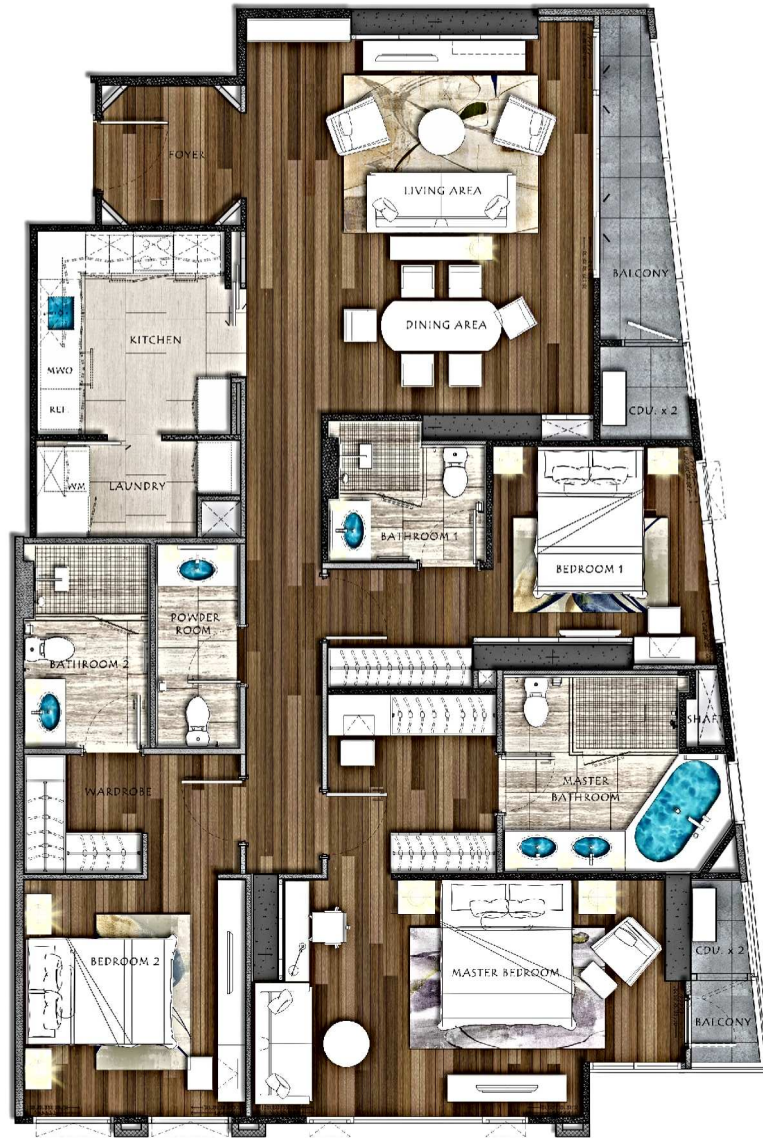 FOYER
LIVING AREA
BALCONY
KITCHEN
DINING AREA
MWO
REF.
CDU. x 2
WM
LAUNDRY
BATHROOM 1
BEDROOM 1
POWDER
ROOM
BATHROOM 2
SHAFT
MASTER
BATHROOM
WARDROBE
BEDROOM 2
MASTER BEDROOM
CDU. x 2
BALCONY